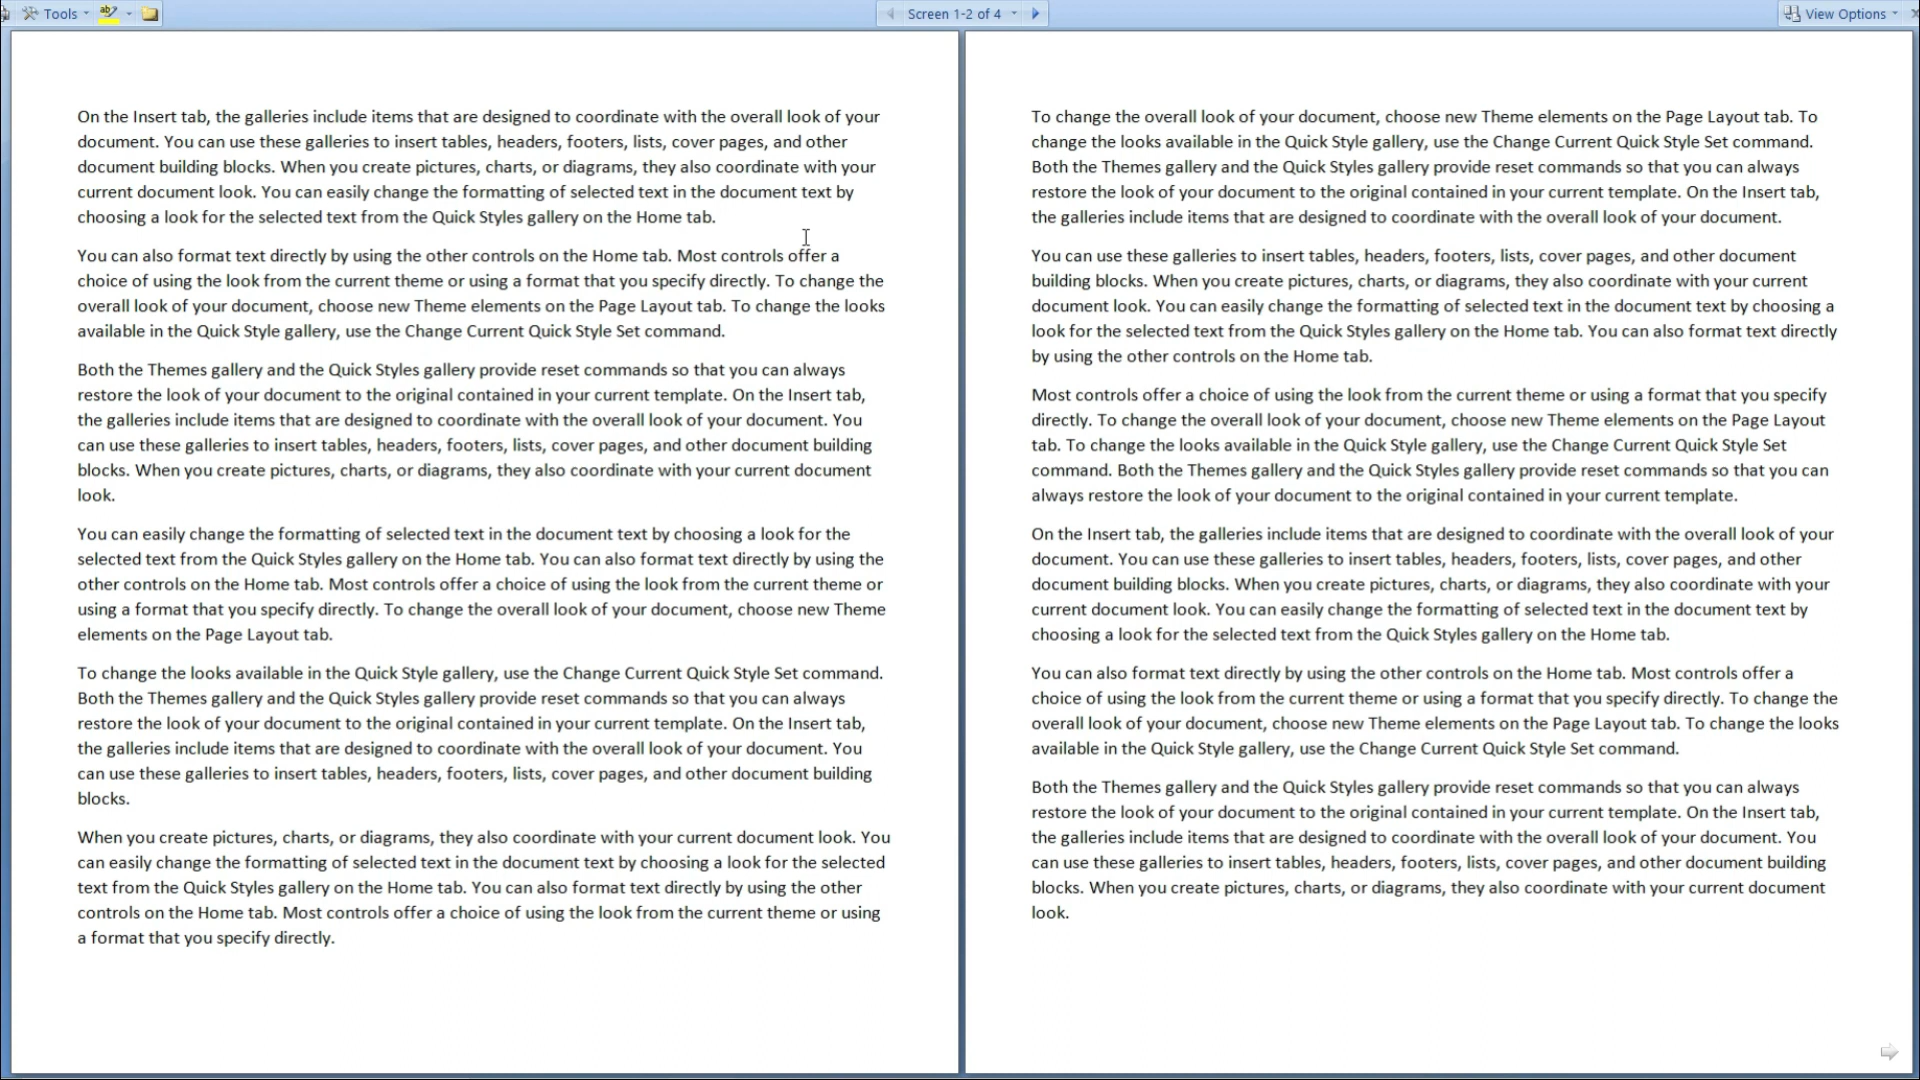 Tools
ab
Screen 1-2 of 4
View Options
On the Insert tab, the galleries include items that are designed to coordinate with the overall look of your
document. You can use these galleries to insert tables, headers, footers, lists, cover pages, and other
document building blocks. When you create pictures, charts, or diagrams, they also coordinate with your
current document look. You can easily change the formatting of selected text in the document text by
choosing a look for the selected text from the Quick Styles gallery on the Home tab.
You can also format text directly by using the other controls on the Home tab. Most controls offer a
choice of using the look from the current theme or using a format that you specify directly. To change the
overall look of your document, choose new Theme elements on the Page Layout tab. To change the looks
available in the Quick Style gallery, use the Change Current Quick Style Set command.
Both the Themes gallery and the Quick Styles gallery provide reset commands so that you can always
restore the look of your document to the original contained in your current template. On the Insert tab,
the galleries include items that are designed to coordinate with the overall look of your document. You
can use these galleries to insert tables, headers, footers, lists, cover pages, and other document building
blocks. When you create pictures, charts, or diagrams, they also coordinate with your current document
look.
You can easily change the formatting of selected text in the document text by choosing a look for the
selected text from the Quick Styles gallery on the Home tab. You can also format text directly by using the
other controls on the Home tab. Most controls offer a choice of using the look from the current theme or
using a format that you specify directly. To change the overall look of your document, choose new Theme
elements on the Page Layout tab.
To change the looks available in the Quick Style gallery, use the Change Current Quick Style Set command.
Both the Themes gallery and the Quick Styles gallery provide reset commands so that you can always
restore the look of your document to the original contained in your current template. On the Insert tab,
the galleries include items that are designed to coordinate with the overall look of your document. You
can use these galleries to insert tables, headers, footers, lists, cover pages, and other document building
blocks.
When you create pictures, charts, or diagrams, they also coordinate with your current document look. You
can easily change the formatting of selected text in the document text by choosing a look for the selected
text from the Quick Styles gallery on the Home tab. You can also format text directly by using the other
controls on the Home tab. Most controls offer a choice of using the look from the current theme or using
a format that you specify directly.
To change the overall look of your document, choose new Theme elements on the Page Layout tab. To
change the looks available in the Quick Style gallery, use the Change Current Quick Style Set command.
Both the Themes gallery and the Quick Styles gallery provide reset commands so that you can always
restore the look of your document to the original contained in your current template. On the Insert tab,
the galleries include items that are designed to coordinate with the overall look of your document.
You can use these galleries to insert tables, headers, footers, lists, cover pages, and other document
building blocks. When you create pictures, charts, or diagrams, they also coordinate with your current
document look. You can easily change the formatting of selected text in the document text by choosing a
look for the selected text from the Quick Styles gallery on the Home tab. You can also format text directly
by using the other controls on the Home tab.
Most controls offer a choice of using the look from the current theme or using a format that you specify
directly. To change the overall look of your document, choose new Theme elements on the Page Layout
tab. To change the looks available in the Quick Style gallery, use the Change Current Quick Style Set
command. Both the Themes gallery and the Quick Styles gallery provide reset commands so that you can
always restore the look of your document to the original contained in your current template.
On the Insert tab, the galleries include items that are designed to coordinate with the overall look of your
document. You can use these galleries to insert tables, headers, footers, lists, cover pages, and other
document building blocks. When you create pictures, charts, or diagrams, they also coordinate with your
current document look. You can easily change the formatting of selected text in the document text by
choosing a look for the selected text from the Quick Styles gallery on the Home tab.
You can also format text directly by using the other controls on the Home tab. Most controls offer a
choice of using the look from the current theme or using a format that you specify directly. To change the
overall look of your document, choose new Theme elements on the Page Layout tab. To change the looks
available in the Quick Style gallery, use the Change Current Quick Style Set command.
Both the Themes gallery and the Quick Styles gallery provide reset commands so that you can always
restore the look of your document to the original contained in your current template. On the Insert tab,
the galleries include items that are designed to coordinate with the overall look of your document. You
can use these galleries to insert tables, headers, footers, lists, cover pages, and other document building
blocks. When you create pictures, charts, or diagrams, they also coordinate with your current document
look.